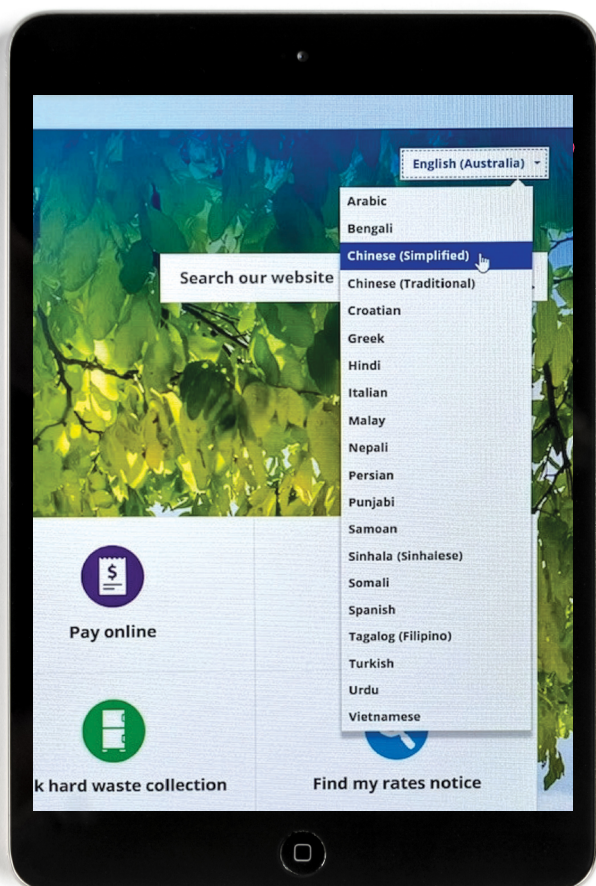 English (Australia)
Arabic
Bengali
Chinese (Simplified)
Search our website
Chinese (Traditional)
Croatian
Greek
Hindi
Italian
Malay
Nepali
Persian
Punjabi
Samoan
Sinhala (Sinhalese)
Somali
Spanish
Tagalog (Filipino)
Turkish
Urdu
Vietnamese
$
Pay online
k hard waste collection
Find my rates notice